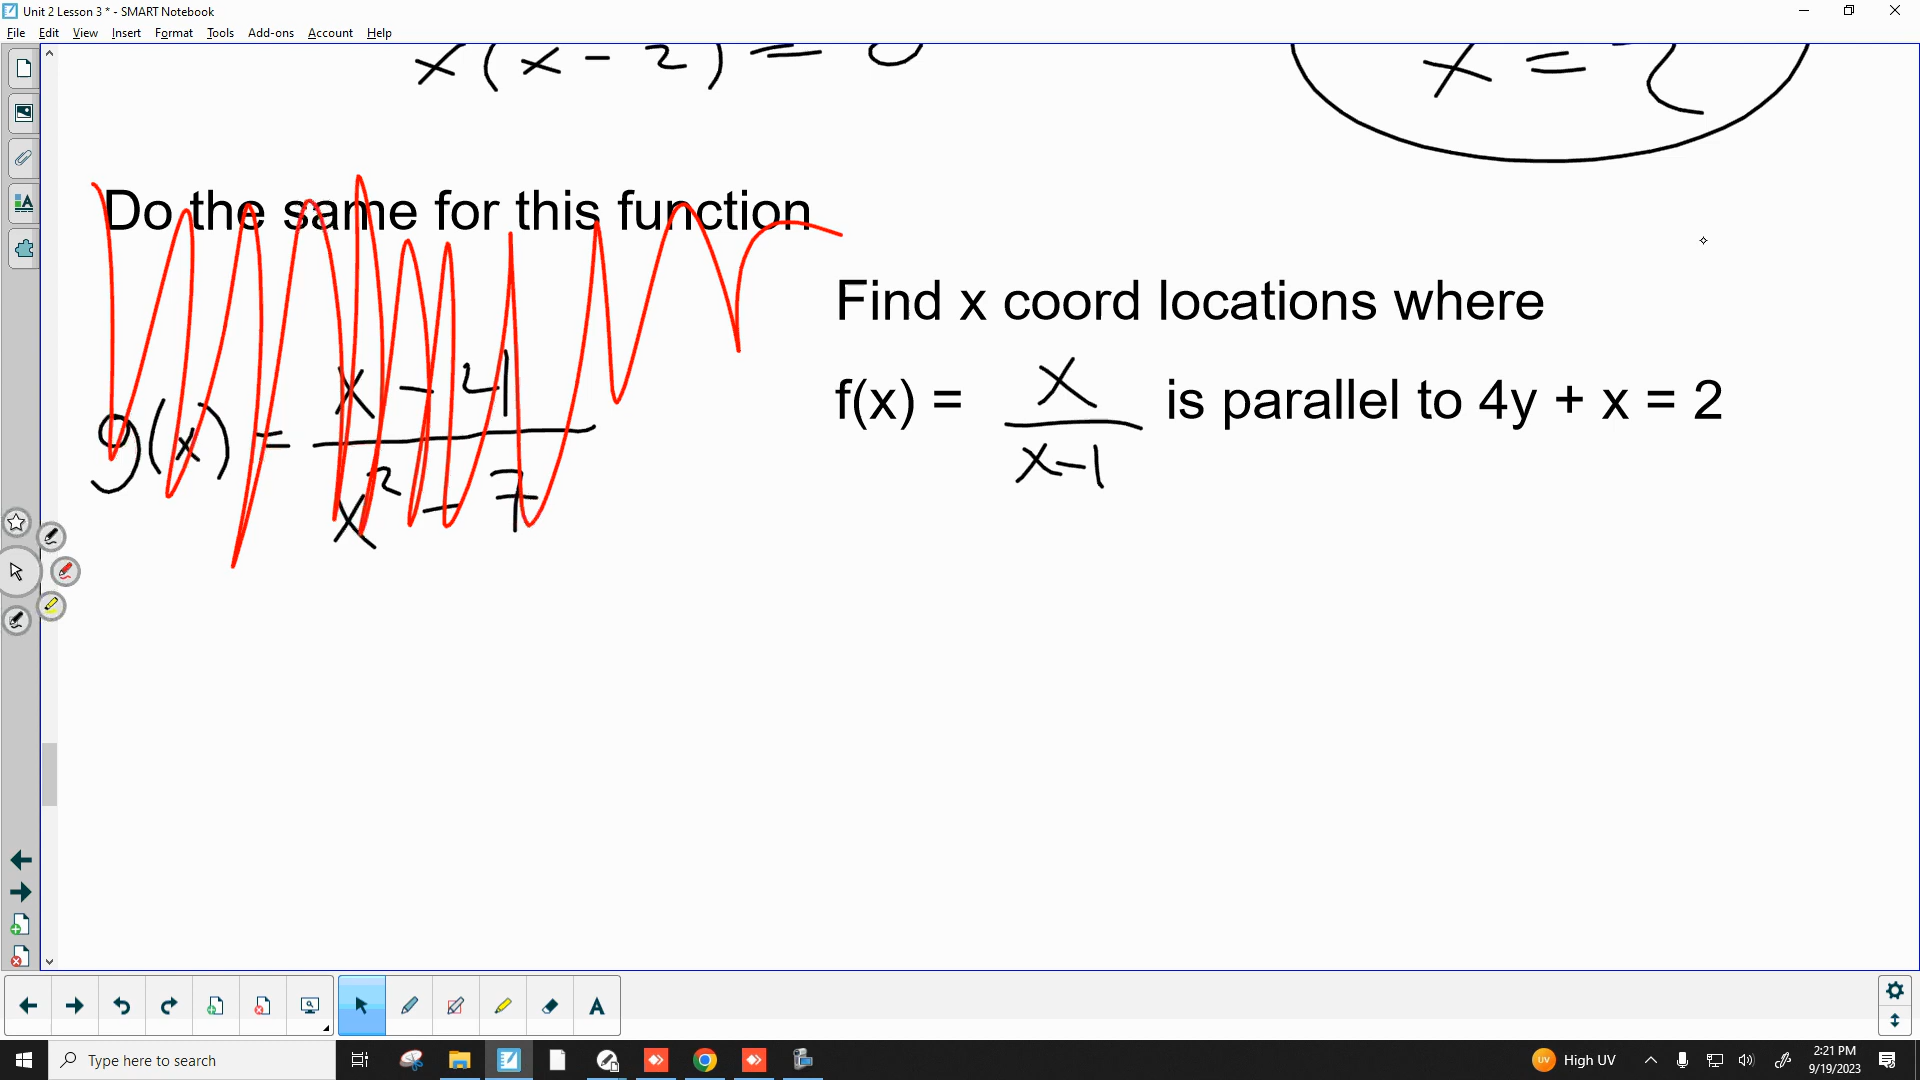 Unit 2 Lesson 3 * - SMART Notebook
File Edit View Insert Format Tools Add-ons Account Help
x(x-2) = 0
x = 2
Do the same for this function
g(x) = x - 4
x² - 7
Find x coord locations where
f(x) = x is parallel to 4y + x = 2
x-1
A
A
Type here to search
UV High UV
2:21 PM
9/19/2023